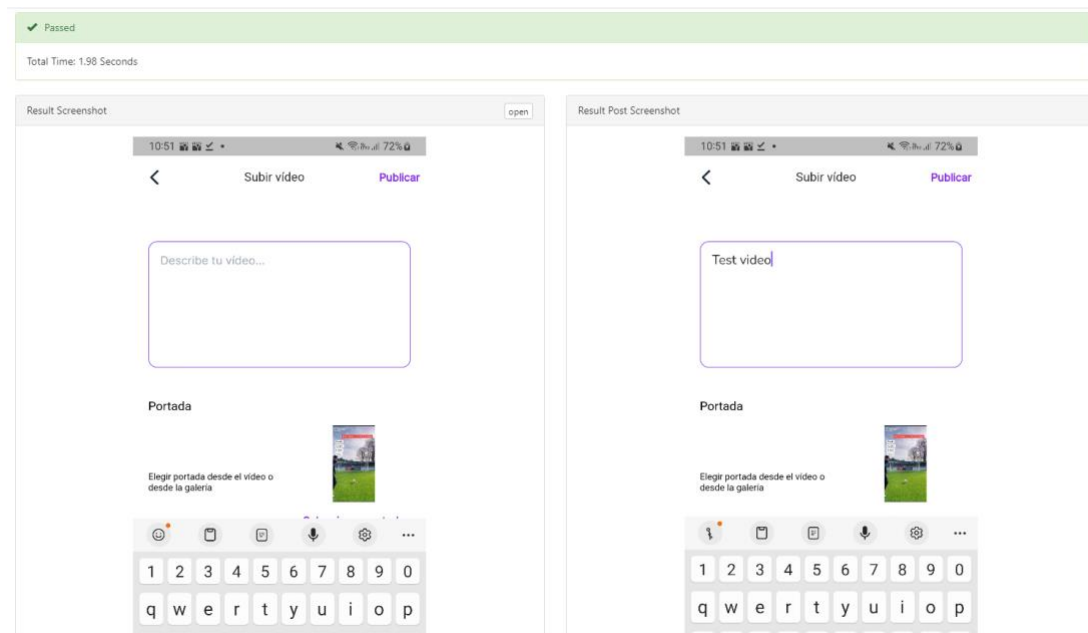 Passed
Total Time: 1.98 Seconds
Result Screenshot
open
10:51
72%
Subir vídeo
Publicar
Describe tu vídeo...
Portada
Elegir portada desde el vídeo o
desde la galería
1 2 3 4 5 6 7 8 9 0
q w e r t y u i o p
Result Post Screenshot
10:51
72%
Subir vídeo
Publicar
Test video
Portada
Elegir portada desde el vídeo o
desde la galería
1 2 3 4 5 6 7 8 9 0
q w e r t y u i o p